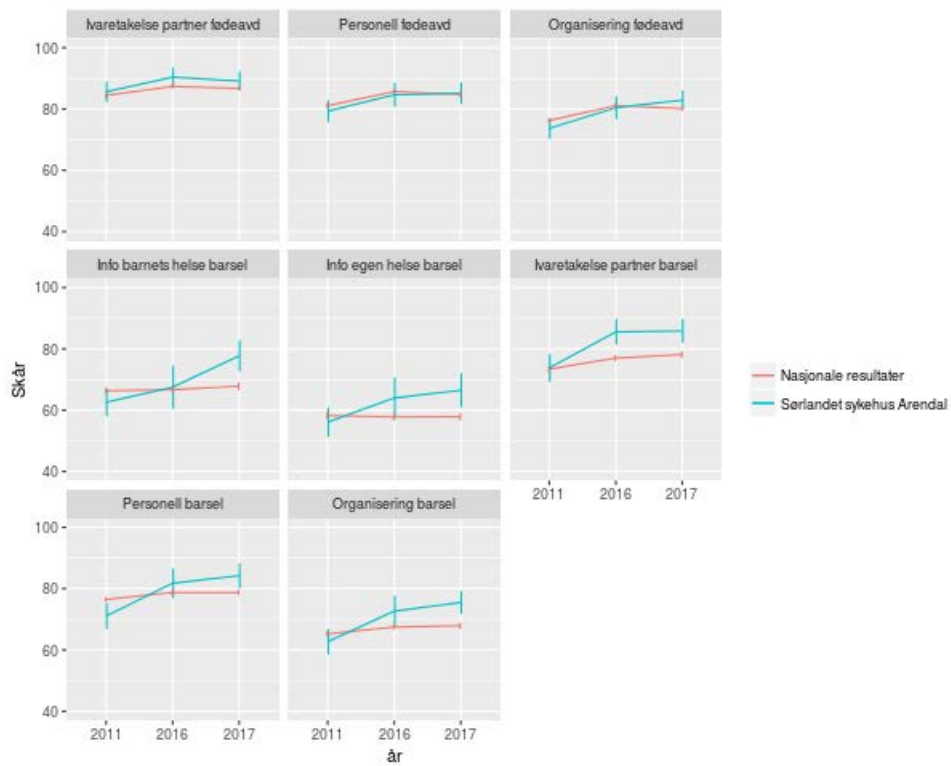 Ivaretakelse partner fødeavd
Personell fødeavd
Organisering fødeavd
100
80
60
40
Info barnets helse barsel
Info egen helse barsel
Ivaretakelse partner barsel
100
80
60
40
Skår
Nasjonale resultater
Sørlandet sykehus Arendal
2011
2016
2017
Personell barsel
Organisering barsel
100
80
60
40
2011
2016
2017
2011
2016
2017
år